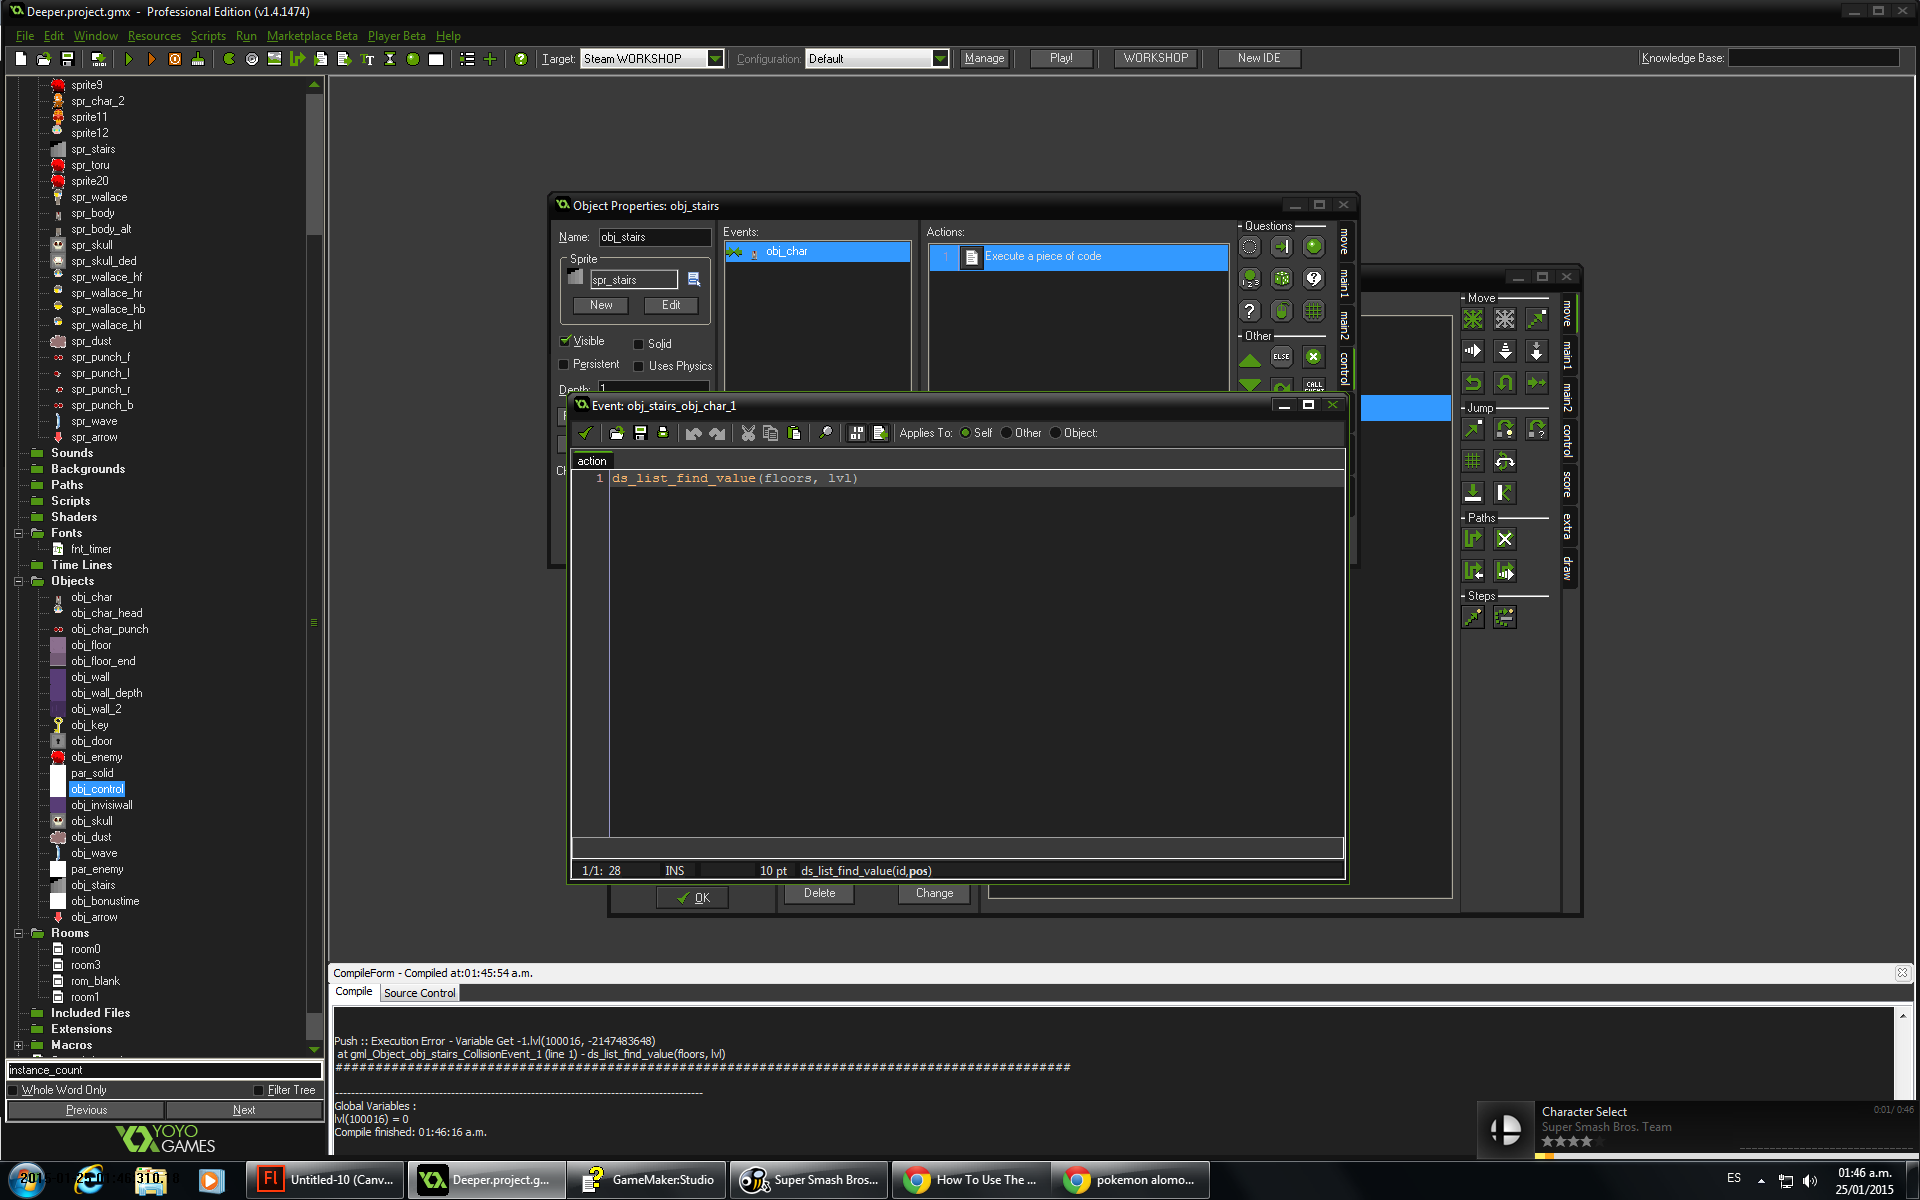 Deeper.project.gmx - Professional Edition (v1.4.1474)
File Edit Window Resources Scripts Run Marketplace Beta Player Beta Help
Target: Steam WORKSHOP Configuration: Default Manage Play! WORKSHOP New IDE Knowledge Base:
sprite9
spr_char_2
sprite11
sprite12
spr_stairs
spr_toru
sprite20
spr_wallace
spr_body
spr_body_alt
spr_skull
spr_skull_ded
spr_wallace_hf
spr_wallace_hr
spr_wallace_hb
spr_wallace_hl
spr_dust
spr_punch_f
spr_punch_l
spr_punch_r
spr_punch_b
spr_wave
spr_arrow
Sounds
Backgrounds
Paths
Scripts
Shaders
Fonts
fnt_timer
Time Lines
Objects
obj_char
obj_char_head
obj_char_punch
obj_floor
obj_floor_end
obj_wall
obj_wall_depth
obj_wall_2
obj_key
obj_door
obj_enemy
par_solid
obj_control
obj_invisiwall
obj_skull
obj_dust
obj_wave
par_enemy
obj_stairs
obj_bonustime
obj_arrow
Rooms
room0
room3
rom_blank
room1
Included Files
Extensions
Macros
instance_count
Whole Word Only Filter Tree
Previous Next
YOYO
GAMES
Object Properties: obj_stairs
Name: obj_stairs
Sprite
spr_stairs
New Edit
Visible Solid
Persistent Uses Physics
Depth: 1
Events:
obj_char
Actions:
1 Execute a piece of code
Questions
Other
ELSE
CALL
EVENT
move
main1
main2
control
Move
Jump
Paths
Steps
move
main1
main2
control
score
extra
draw
Event: obj_stairs_obj_char_1
Applies To: Self Other Object:
action
1 ds_list_find_value(floors, lvl)
1/1: 28 INS 10 pt ds_list_find_value(id,pos)
OK Delete Change
CompileForm - Compiled at:01:45:54 a.m.
Compile Source Control
Push :: Execution Error - Variable Get -1.lvl(100016, -2147483648)
at gml_Object_obj_stairs_CollisionEvent_1 (line 1) - ds_list_find_value(floors, lvl)
############################################################################################
Global Variables :
lvl(100016) = 0
Compile finished: 01:46:16 a.m.
Character Select 0:01/ 0:46
Super Smash Bros. Team
Untitled-10 (Canv...
Deeper.project.g...
GameMaker:Studio
Super Smash Bros...
How To Use The ...
pokemon alomo...
ES
01:46 a.m.
25/01/2015